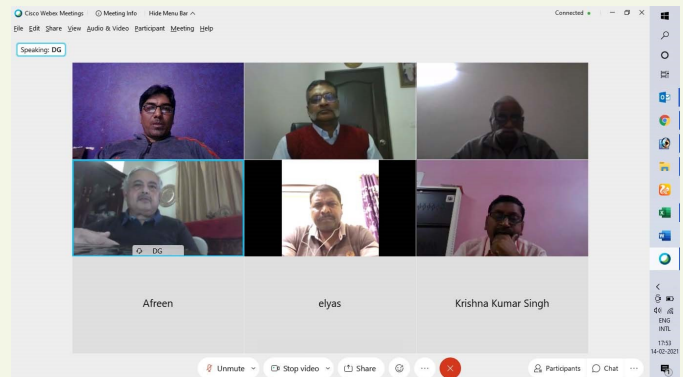 Cisco Webex Meetings Meeting Info Hide Menu Bar Connected
File Edit Share View Audio & Video Participant Meeting Help
Speaking: DG
DG
Afreen elyas Krishna Kumar Singh
Unmute Stop video Share Participants Chat
ENG
INTL
17:53
14-02-2021